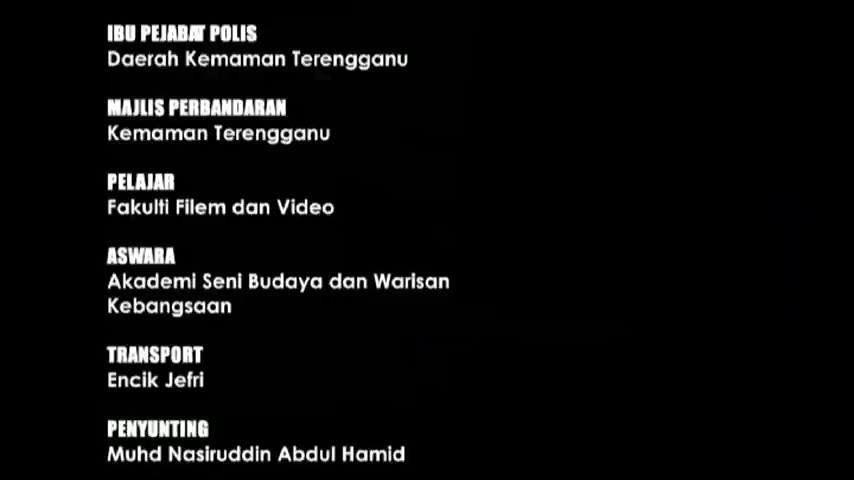 IBU PEJABAT POLIS
Daerah Kemaman Terengganu
MAJLIS PERBANDARAN
Kemaman Terengganu
PELAJAR
Fakulti Filem dan Video
ASWARA
Akademi Seni Budaya dan Warisan
Kebangsaan
TRANSPORT
Encik Jefri
PENYUNTING
Muhd Nasiruddin Abdul Hamid